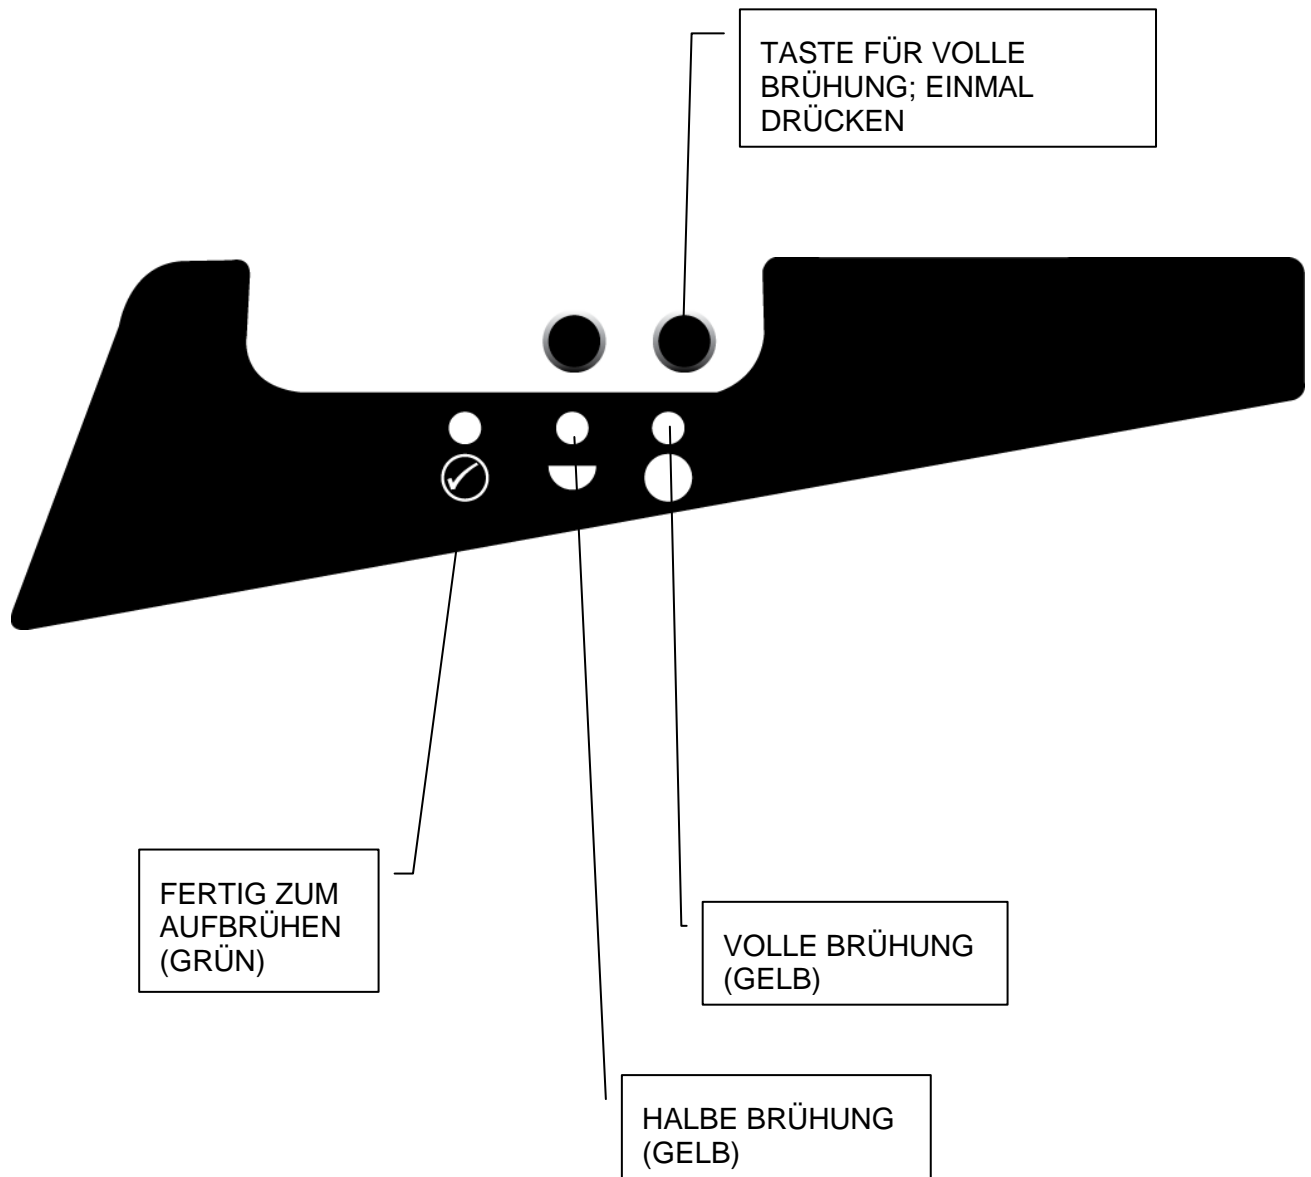 TASTE FÜR VOLLE
BRÜHUNG; EINMAL
DRÜCKEN
FERTIG ZUM
AUFBRÜHEN
(GRÜN)
VOLLE BRÜHUNG
(GELB)
HALBE BRÜHUNG
(GELB)